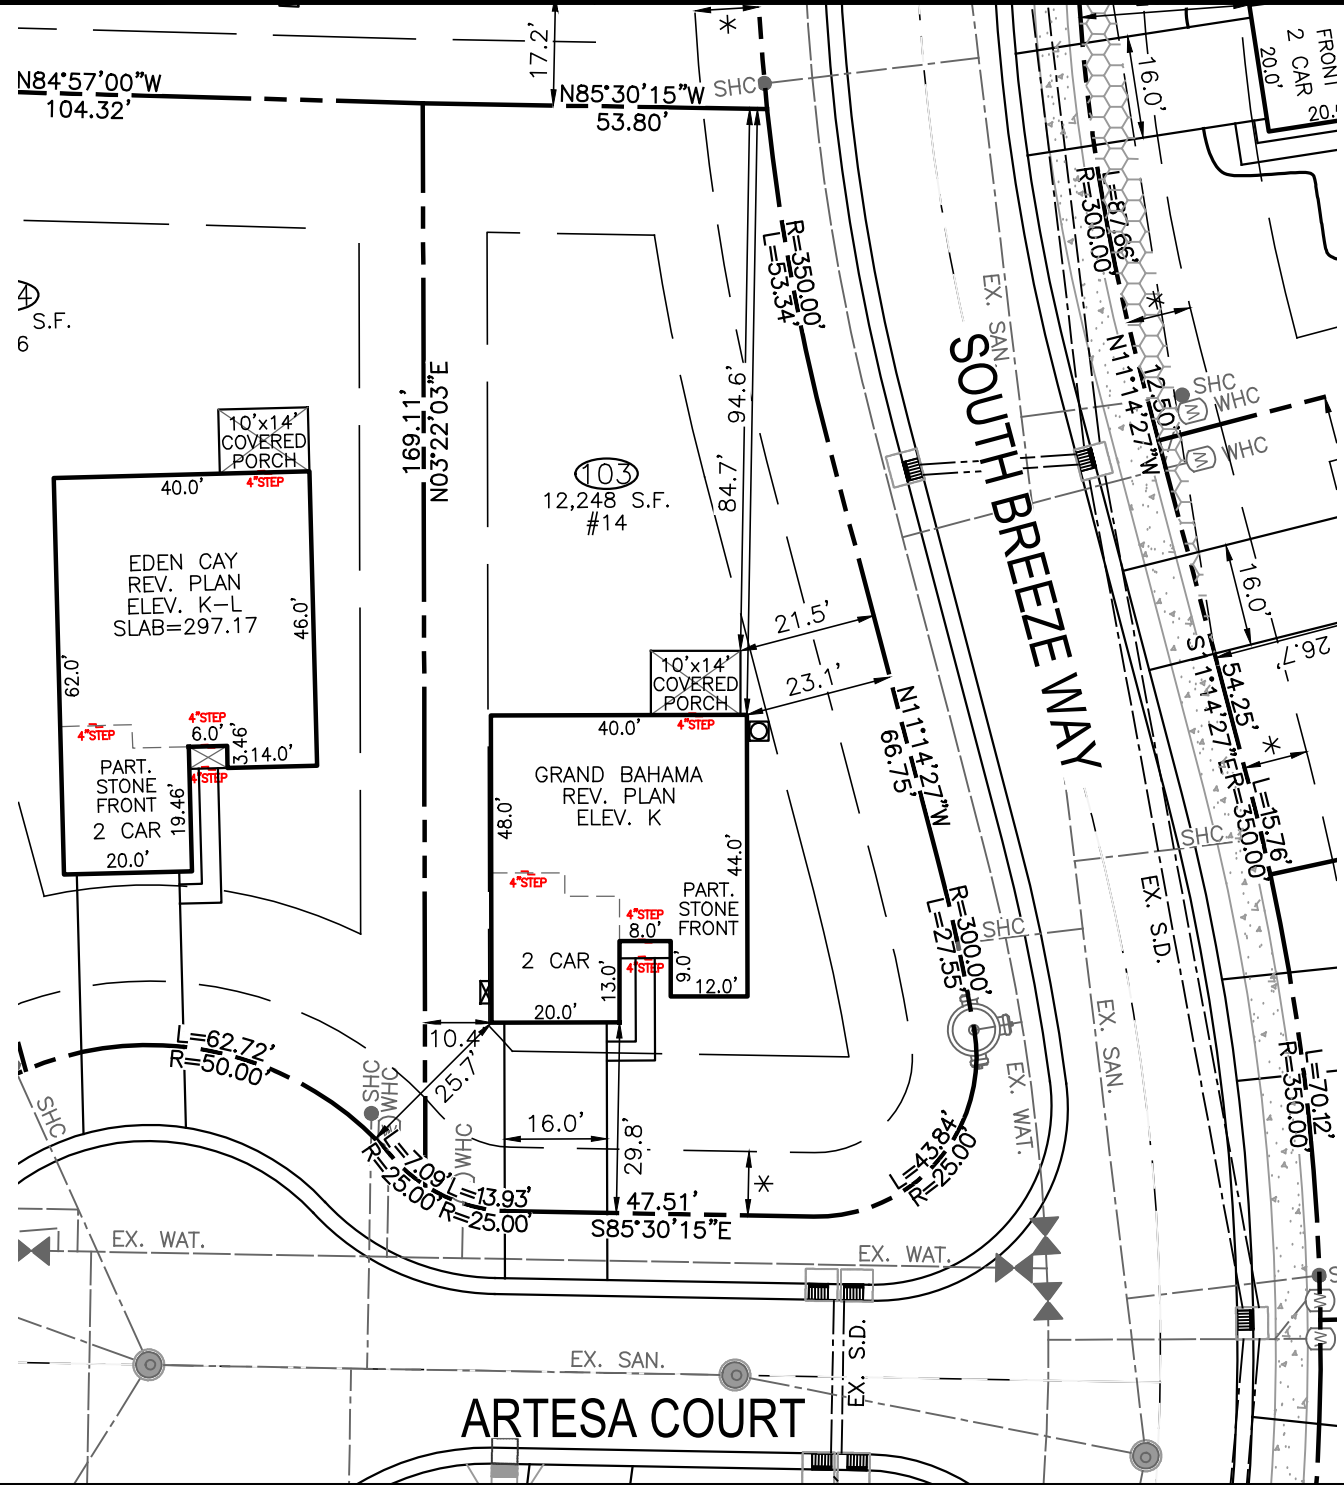 17.2'
N84°57'00"W
104.32'
N85°30'15"W
53.80'
SHC
16.0'
FRONT
2 CAR
20.0'
L=87.66'
R=300.00'
R=350.00'
L=53.34'
S.F.
6
169.11'
N03°22'03"E
EX. SAN.
SOUTH BREEZE WAY
N11°14'27"W
12.50'
SHC
WHC
WHC
94.6'
84.7'
103
12,248 S.F.
#14
10'x14'
COVERED
PORCH
40.0'
4"STEP
EDEN CAY
REV. PLAN
ELEV. K-L
SLAB=297.17
46.0'
62.0'
4"STEP
6.0'
4"STEP
3.46'
14.0'
4"STEP
PART.
STONE
FRONT
2 CAR
19.46'
20.0'
21.5'
23.1'
10'x14'
COVERED
PORCH
40.0'
4"STEP
GRAND BAHAMA
REV. PLAN
ELEV. K
48.0'
44.0'
4"STEP
PART.
STONE
FRONT
4"STEP
8.0'
4"STEP
2 CAR
13.0'
9.0'
12.0'
20.0'
N11°14'27"W
66.75'
16.0'
26.7'
S11°14'27"E
54.25'
L=15.76'
R=350.00'
SHC
EX. S.D.
R=300.00'
L=27.55'
SHC
EX. SAN.
EX. WAT.
L=70.12'
R=350.00'
L=62.72'
R=50.00'
SHC
SHC
WHC
10.4'
25.7'
WHC
16.0'
29.8'
L=7.09'
R=25.00'
L=13.93'
R=25.00'
47.51'
S85°30'15"E
L=43.84'
R=25.00'
EX. WAT.
EX. WAT.
EX. SAN.
EX. S.D.
ARTESA COURT